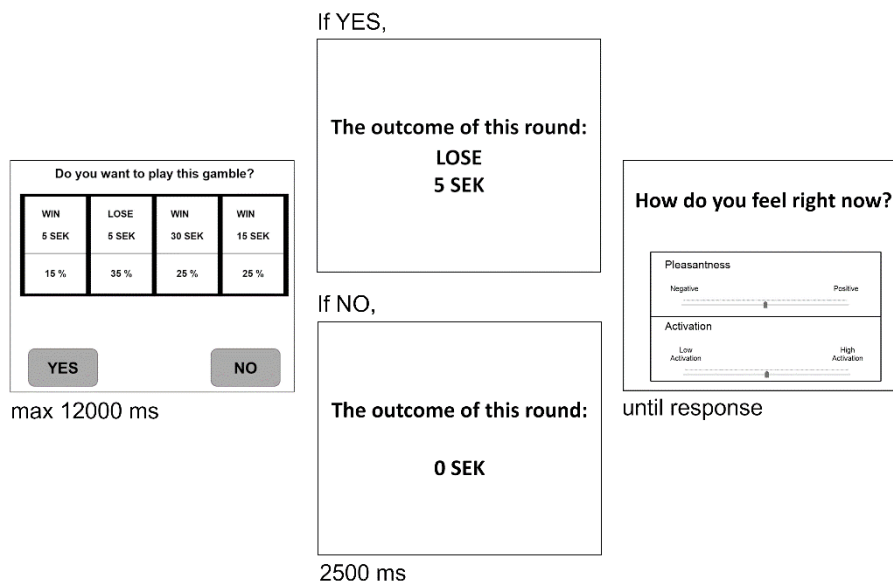 Do you want to play this gamble?
WIN LOSE WIN WIN
5 SEK 5 SEK 30 SEK 15 SEK
15 % 35 % 25 % 25 %
YES NO
max 12000 ms
If YES,
The outcome of this round:
LOSE
5 SEK
If NO,
The outcome of this round:
0 SEK
2500 ms
How do you feel right now?
Pleasantness
Negative Positive
Activation
Low High
Activation Activation
until response